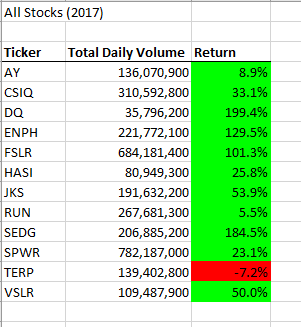 All Stocks (2017)
Ticker Total Daily Volume Return
AY 136,070,900 8.9%
CSIQ 310,592,800 33.1%
DQ 35,796,200 199.4%
ENPH 221,772,100 129.5%
FSLR 684,181,400 101.3%
HASI 80,949,300 25.8%
JKS 191,632,200 53.9%
RUN 267,681,300 5.5%
SEDG 206,885,200 184.5%
SPWR 782,187,000 23.1%
TERP 139,402,800 -7.2%
VSLR 109,487,900 50.0%